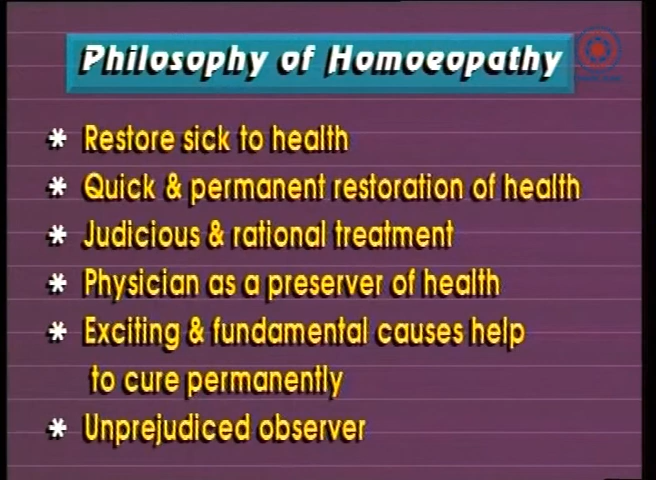 Philosophy of Homoeopathy
* Restore sick to health
* Quick & permanent restoration of health
* Judicious & rational treatment
* Physician as a preserver of health
* Exciting & fundamental causes help
to cure permanently
* Unprejudiced observer